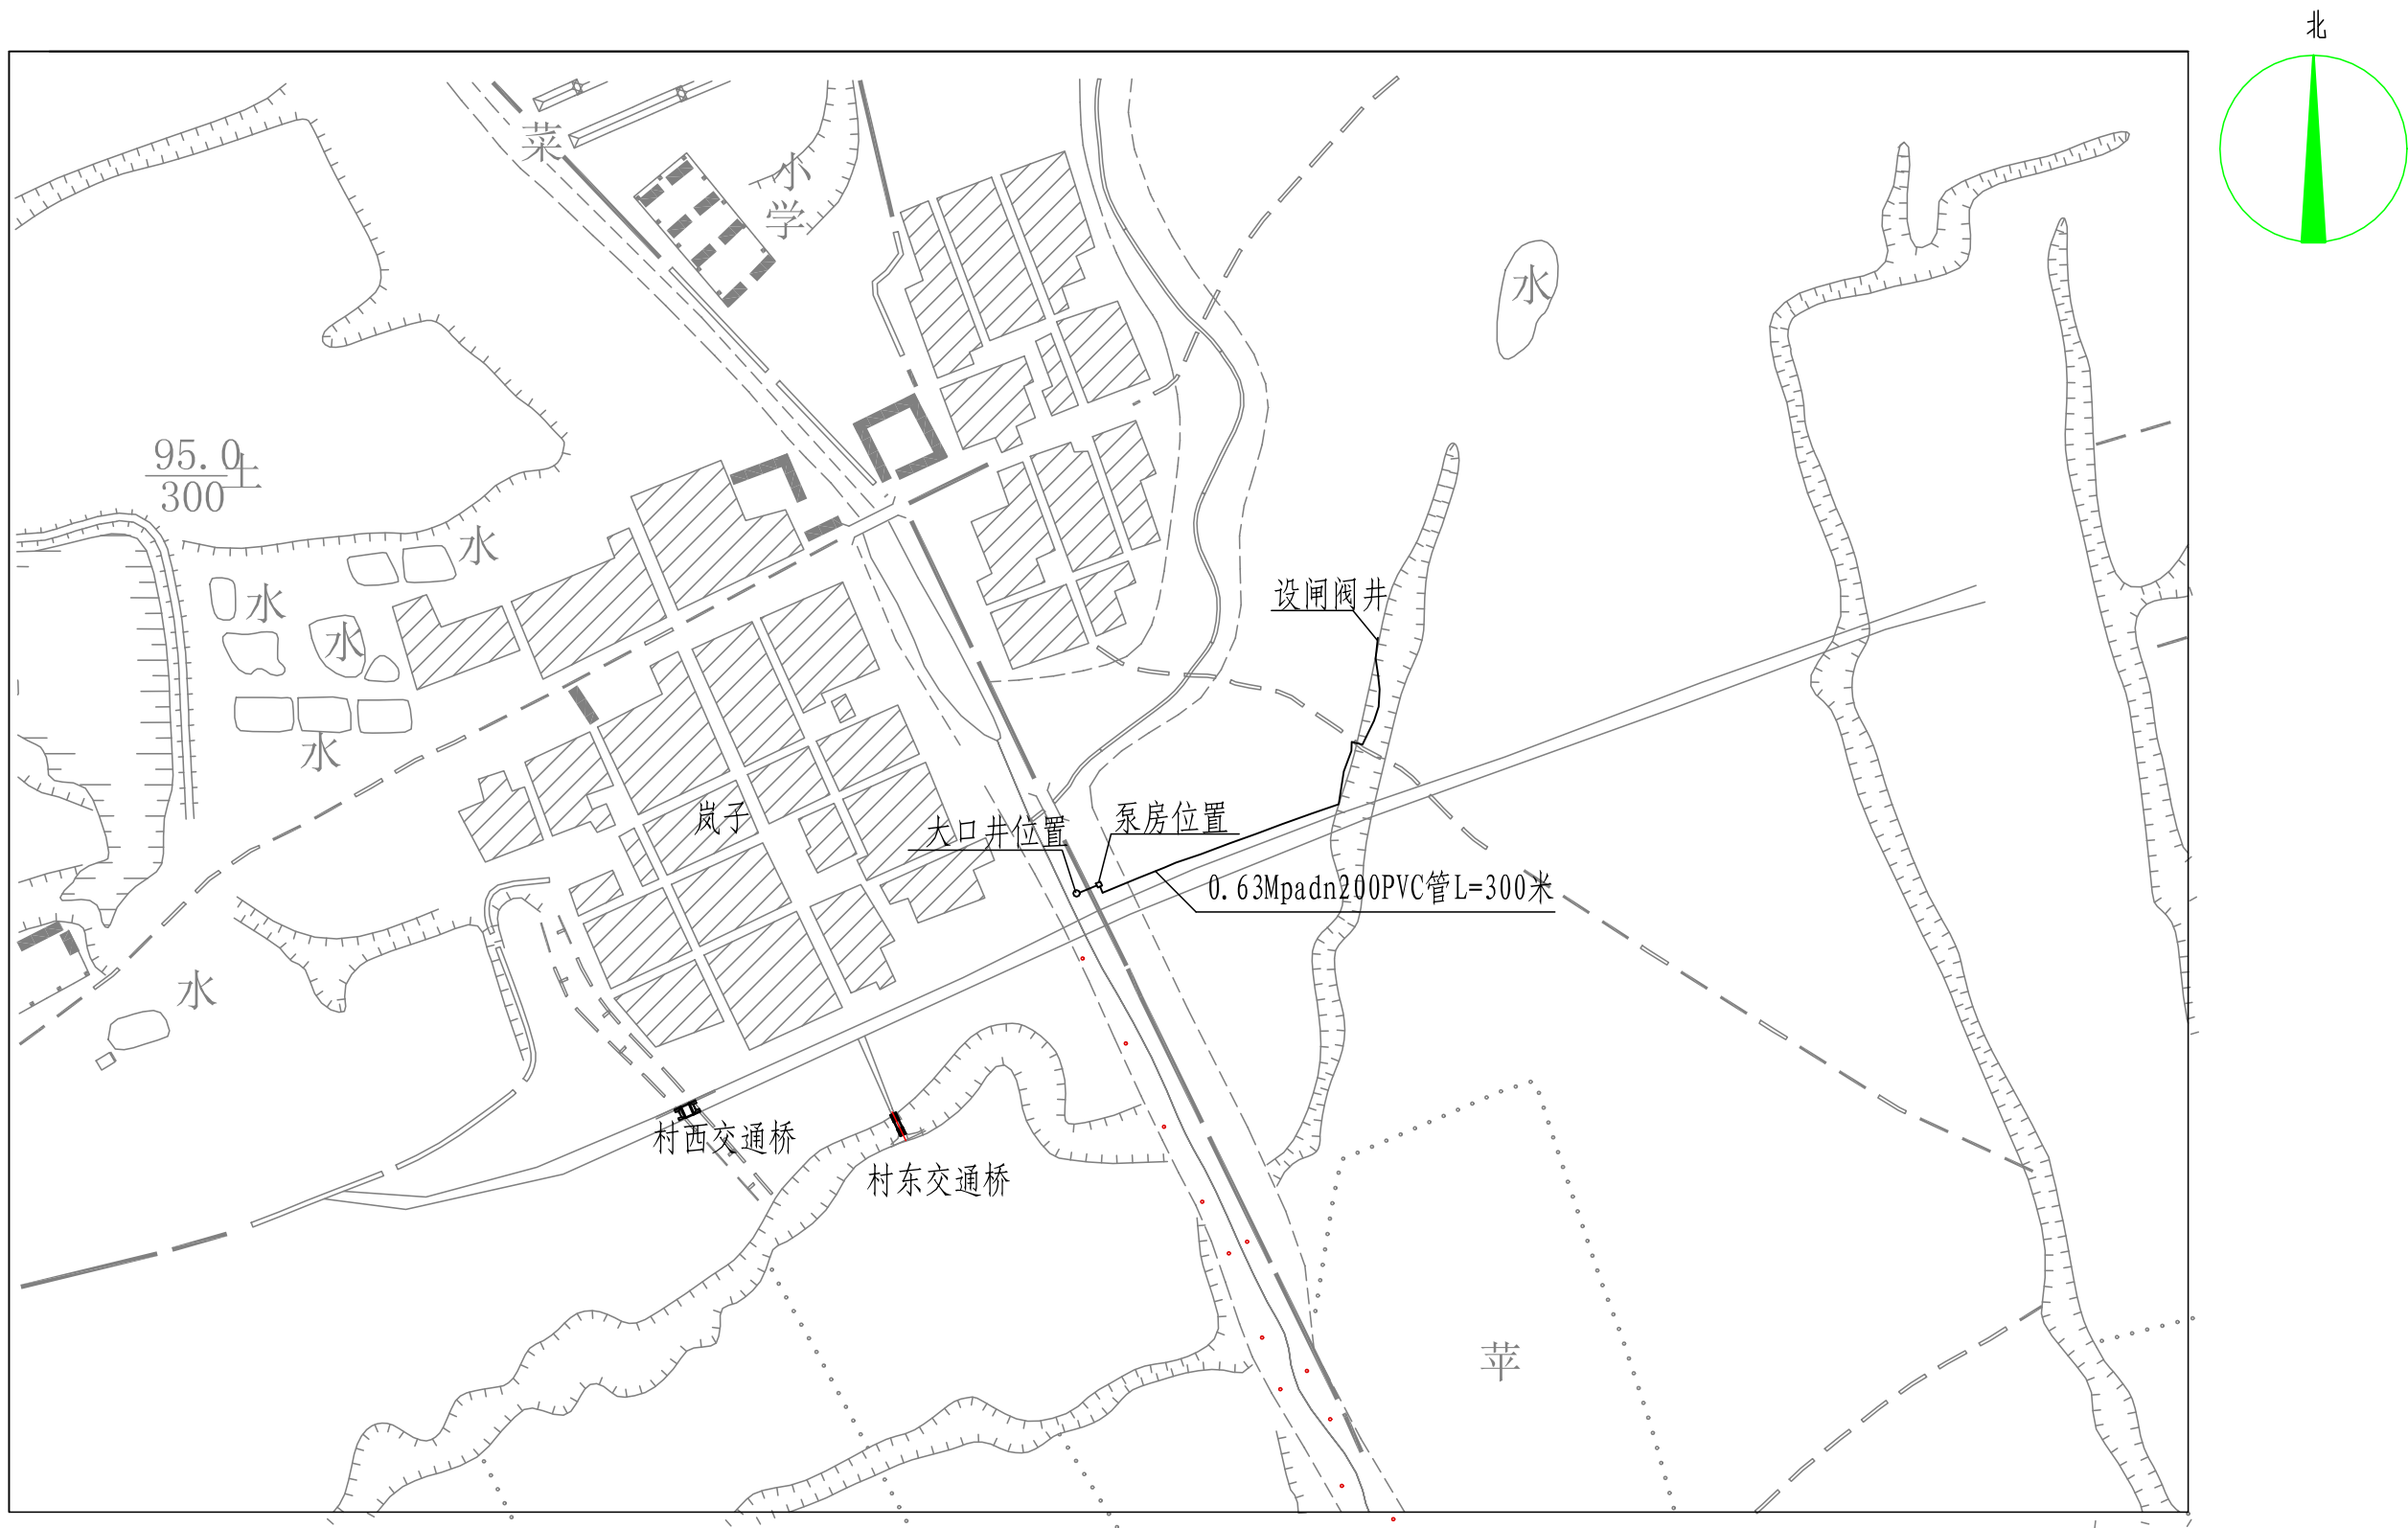 北
菜
小
学
水
95.0
300
土
水
水
水
设闸阀井
水
岚子
大口井位置
泵房位置
0.63Mpadn200PVC管L=300米
水
村西交通桥
村东交通桥
苹